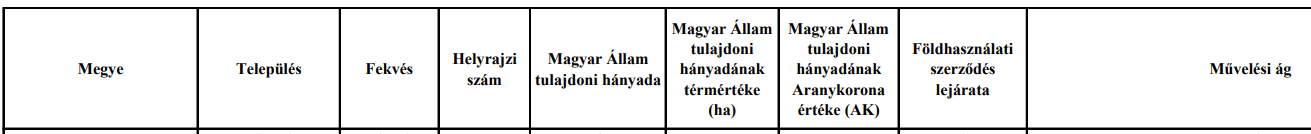 Megye
Település
Fekvés
Helyrajzi
szám
Magyar Állam
tulajdoni hányada
Magyar Állam
tulajdoni
hányadának
térmértéke
(ha)
Magyar Állam
tulajdoni
hányadának
Aranykorona
értéke (AK)
Földhasználati
szerződés
lejárata
Művelési ág